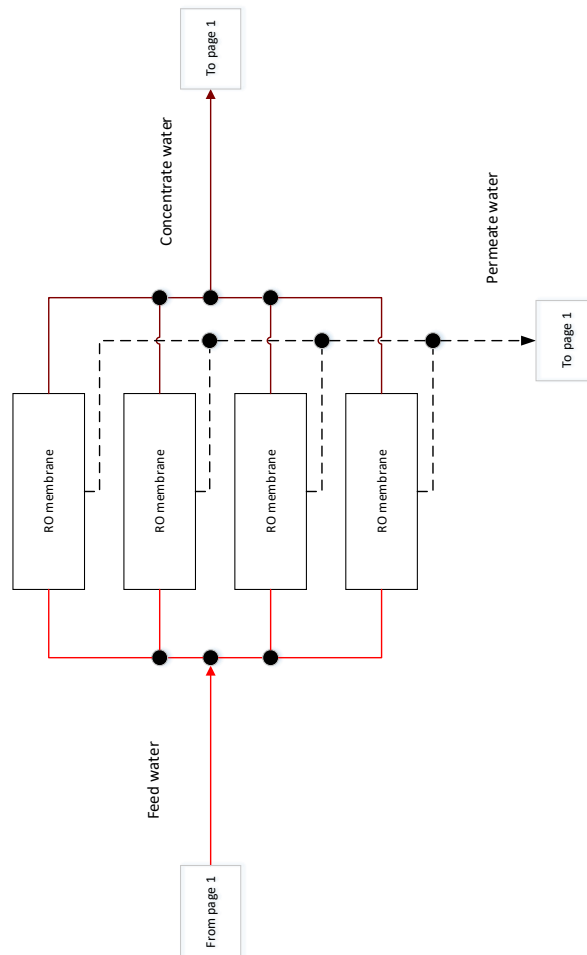 To page 1
Concentrate water
Permeate water
To page 1
RO membrane
RO membrane
RO membrane
RO membrane
Feed water
From page 1